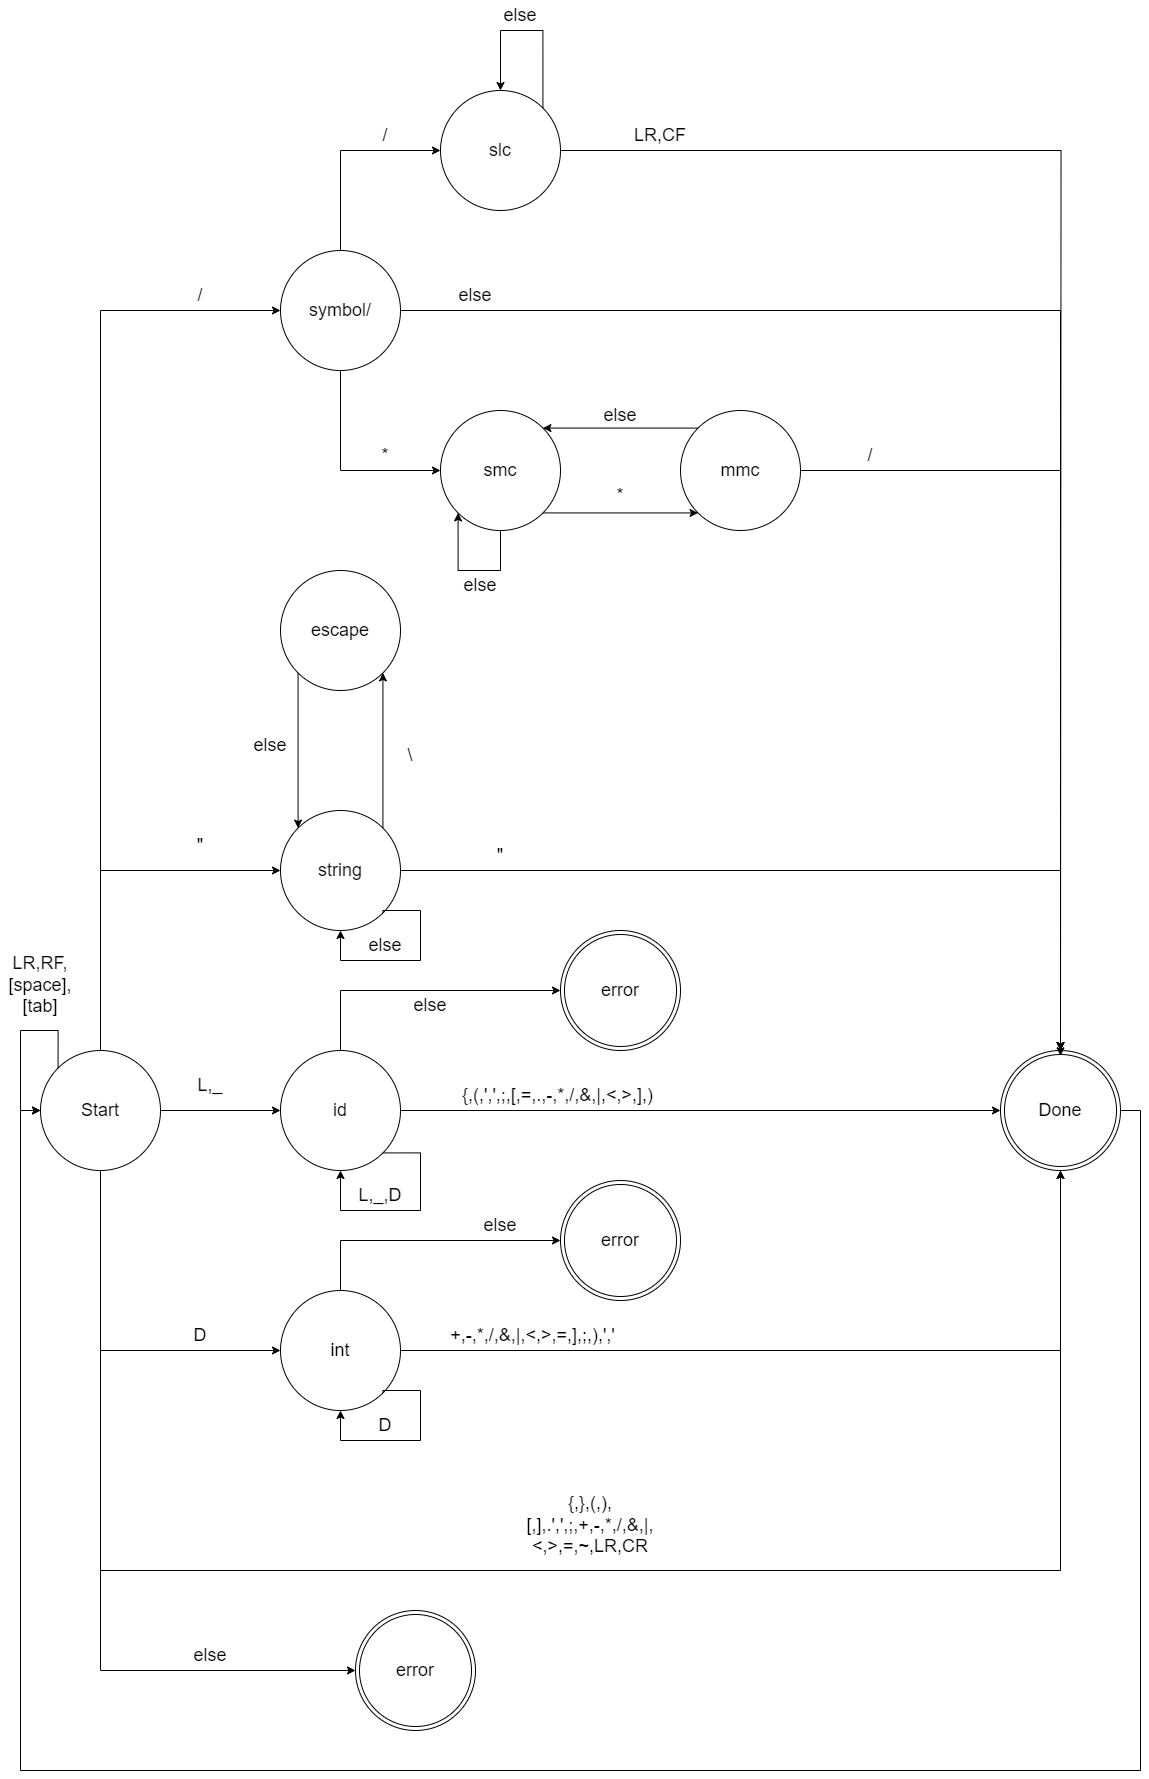 else
/
slc
LR,CF
/
symbol/
else
*
smc
else
*
mmc
/
else
escape
else
\
"
string
"
else
LR,RF,
[space],
[tab]
else
error
Start
L,_
id
{,(,',',;,[,=,.,-,*,/,&,|,<,>,],)
Done
L,_,D
else
error
D
int
+,-,*,/,&,|,<,>,=,],;,),','
D
{,},(,),
[,],.',',;,+,-,*,/,&,|,
<,>,=,~,LR,CR
else
error